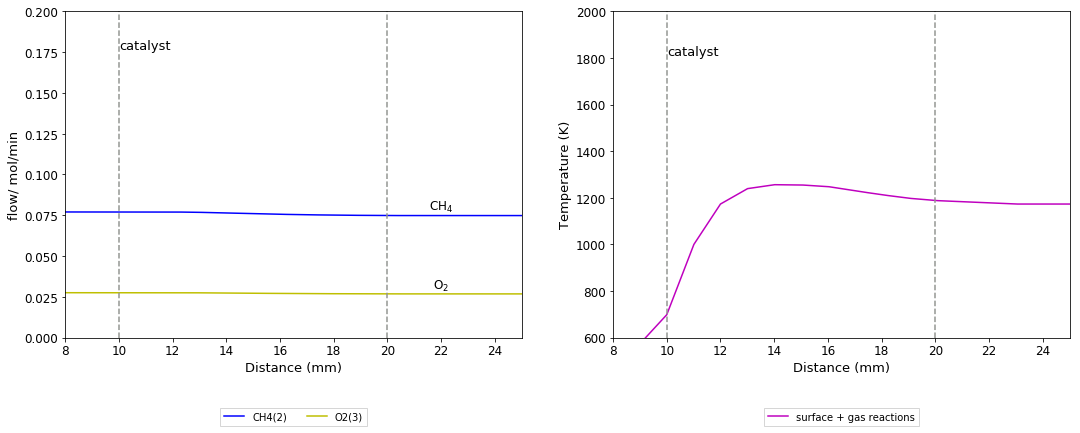 0.200
0.175
0.150
0.125
0.100
0.075
0.050
0.025
0.000
flow/ mol/min
catalyst
CH₄
O₂
8 10 12 14 16 18 20 22 24
Distance (mm)
CH4(2) O2(3)
2000
1800
1600
1400
1200
1000
800
600
Temperature (K)
catalyst
8 10 12 14 16 18 20 22 24
Distance (mm)
surface + gas reactions